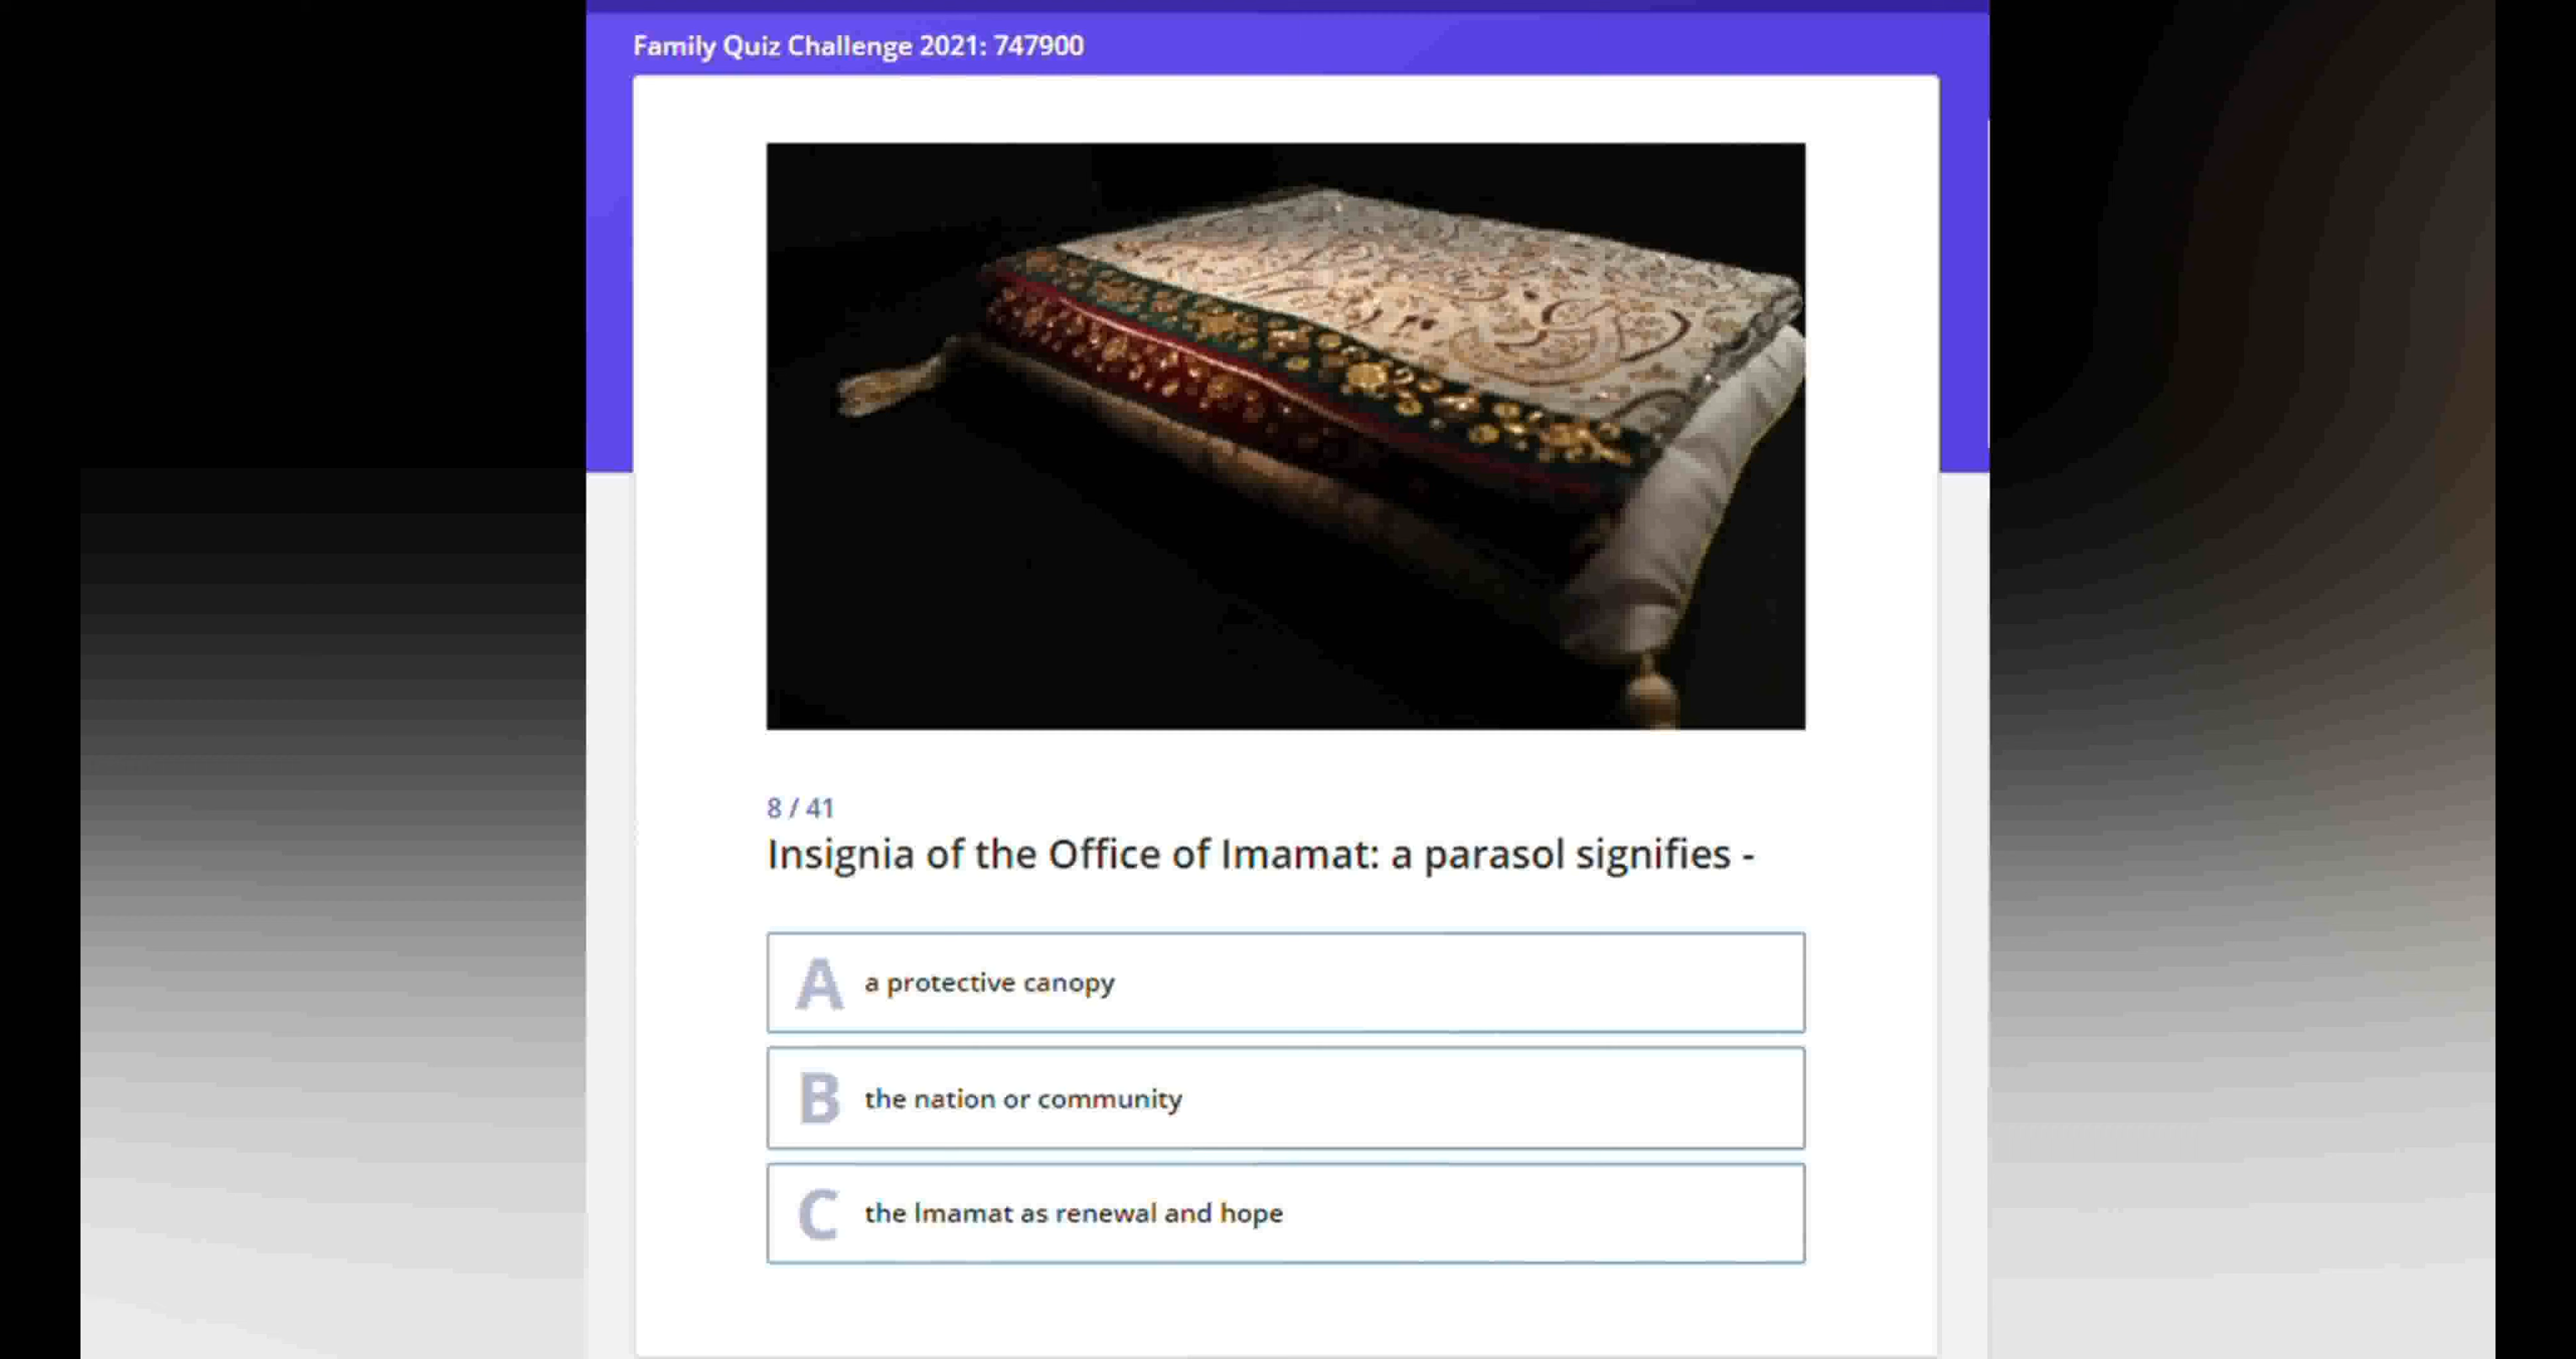 Family Quiz Challenge 2021: 747900
8 / 41
Insignia of the Office of Imamat: a parasol signifies -
A a protective canopy
B the nation or community
C the Imamat as renewal and hope